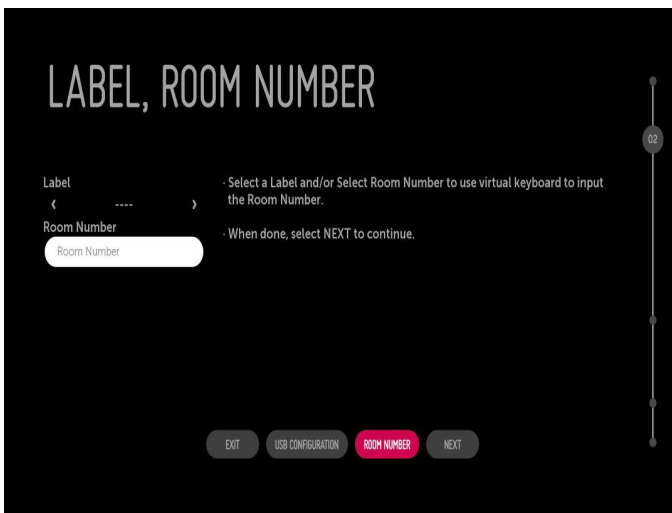 LABEL, ROOM NUMBER
02
Label
‹ ---- ›
Room Number
Room Number
· Select a Label and/or Select Room Number to use virtual keyboard to input
the Room Number.
· When done, select NEXT to continue.
EXIT
USB CONFIGURATION
ROOM NUMBER
NEXT